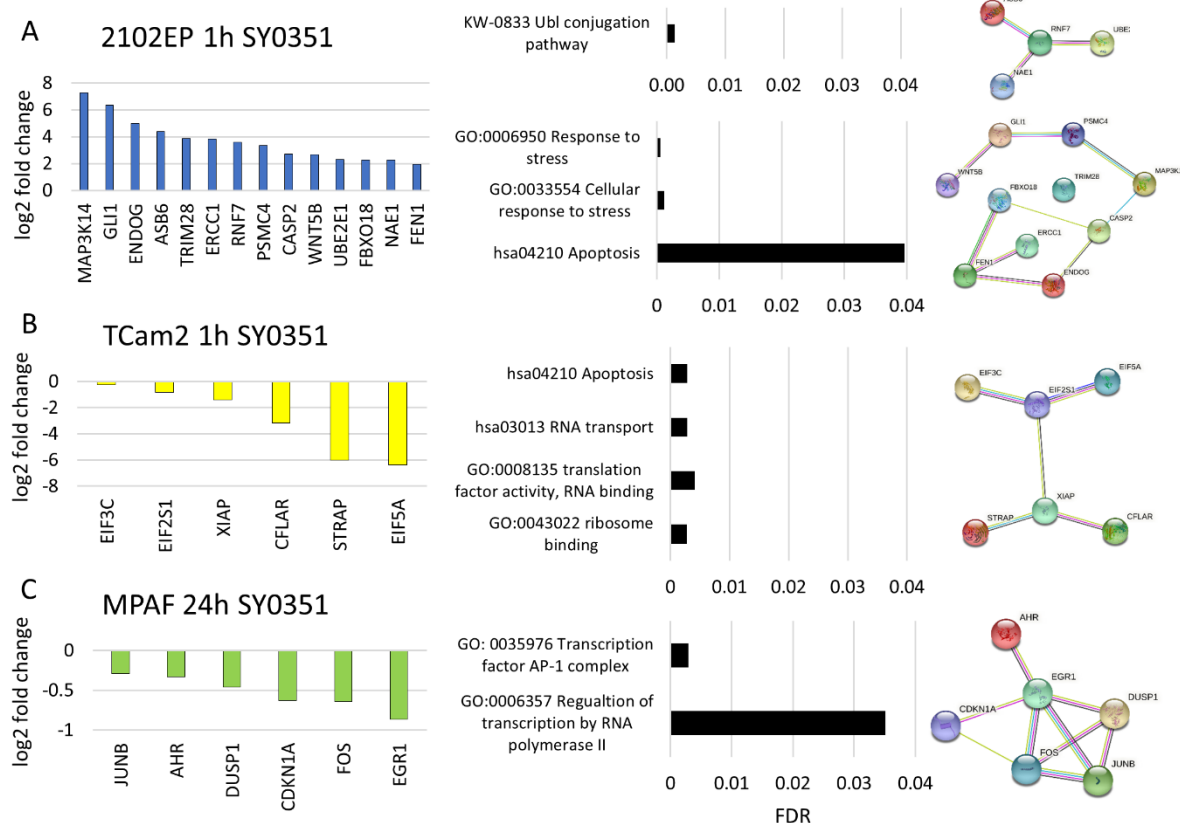 A
2102EP 1h SY0351
log2 fold change
8
6
4
2
0
MAP3K14
GLI1
ENDOG
ASB6
TRIM28
ERCC1
RNF7
PSMC4
CASP2
WNT5B
UBE2E1
FBXO18
NAE1
FEN1
KW-0833 Ubl conjugation
pathway
0.00
0.01
0.02
0.03
0.04
GO:0006950 Response to
stress
GO:0033554 Cellular
response to stress
hsa04210 Apoptosis
0
0.01
0.02
0.03
0.04
RNF7
UBE2
NAE1
GLI1
PSMC4
WNT5B
TRIM28
MAP3K
FBXO18
CASP2
ERCC1
FEN1
ENDOG
B
TCam2 1h SY0351
log2 fold change
0
-2
-4
-6
-8
EIF3C
EIF2S1
XIAP
CFLAR
STRAP
EIF5A
hsa04210 Apoptosis
hsa03013 RNA transport
GO:0008135 translation
factor activity, RNA binding
GO:0043022 ribosome
binding
0
0.01
0.02
0.03
0.04
EIF3C
EIF2S1
EIF5A
XIAP
STRAP
CFLAR
C
MPAF 24h SY0351
log2 fold change
0
-0.5
-1
JUNB
AHR
DUSP1
CDKN1A
FOS
EGR1
GO: 0035976 Transcription
factor AP-1 complex
GO:0006357 Regualtion of
transcription by RNA
polymerase II
0
0.01
0.02
0.03
0.04
FDR
AHR
EGR1
DUSP1
CDKN1A
FOS
JUNB